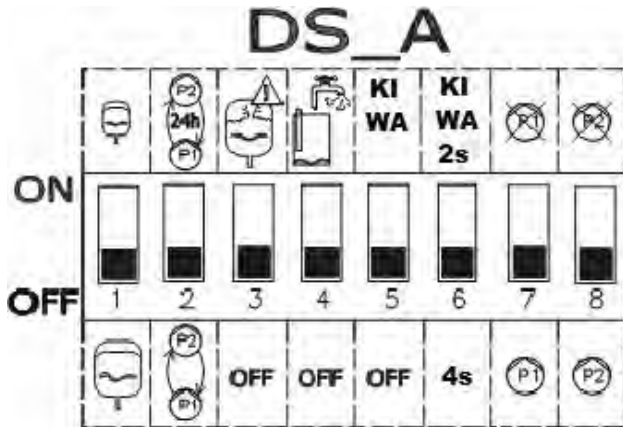 DS_A
P2 24h P1 KI WA KI WA 2s P1 P2
ON
OFF 1 2 3 4 5 6 7 8
P2 P1 OFF OFF OFF 4s P1 P2